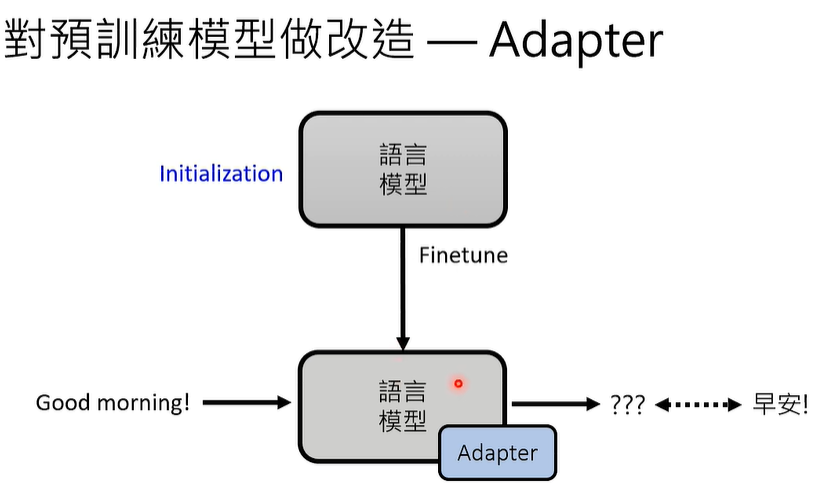 對預訓練模型做改造 — Adapter
語言
模型
Initialization
Finetune
Good morning!
語言
模型
???
早安!
Adapter